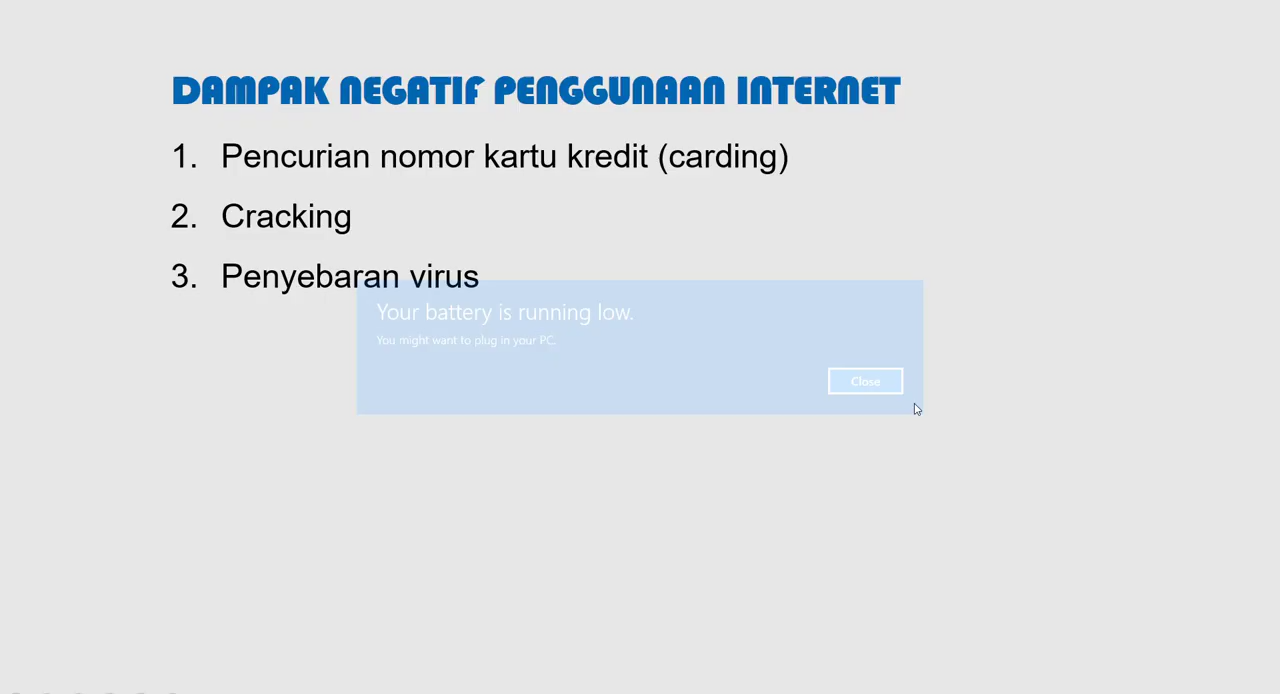 DAMPAK NEGATIF PENGGUNAAN INTERNET
1. Pencurian nomor kartu kredit (carding)
2. Cracking
3. Penyebaran virus
Your battery is running low.
You might want to plug in your PC.
Close